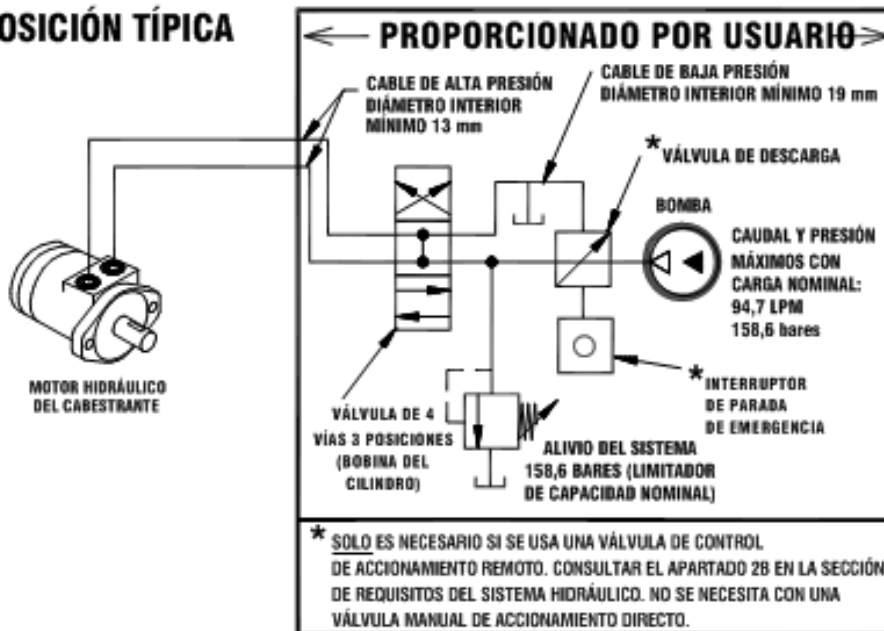 OSICIÓN TÍPICA
PROPORCIONADO POR USUARIO
CABLE DE ALTA PRESIÓN
DIÁMETRO INTERIOR
MÍNIMO 13 mm
CABLE DE BAJA PRESIÓN
DIÁMETRO INTERIOR MÍNIMO 19 mm
* VÁLVULA DE DESCARGA
BOMBA
CAUDAL Y PRESIÓN
MÁXIMOS CON
CARGA NOMINAL:
94,7 LPM
158,6 bares
MOTOR HIDRÁULICO
DEL CABESTRANTE
VÁLVULA DE 4
VÍAS 3 POSICIONES
(BOBINA DEL
CILINDRO)
* INTERRUPTOR
DE PARADA
DE EMERGENCIA
ALIVIO DEL SISTEMA
158,6 BARES (LIMITADOR
DE CAPACIDAD NOMINAL)
* SOLO ES NECESARIO SI SE USA UNA VÁLVULA DE CONTROL
DE ACCIONAMIENTO REMOTO. CONSULTAR EL APARTADO 2B EN LA SECCIÓN
DE REQUISITOS DEL SISTEMA HIDRÁULICO. NO SE NECESITA CON UNA
VÁLVULA MANUAL DE ACCIONAMIENTO DIRECTO.